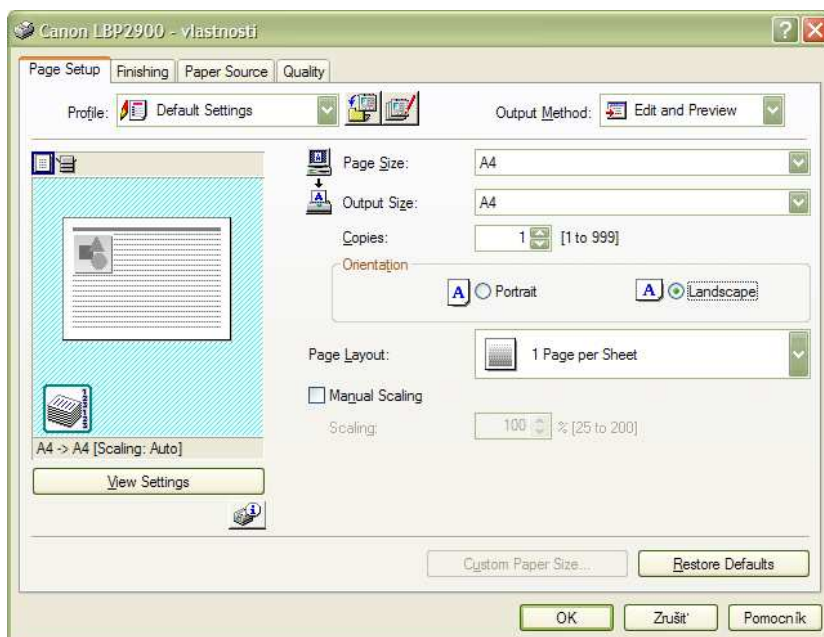 Canon LBP2900 - vlastnosti
Page Setup Finishing Paper Source Quality
Profile: Default Settings Output Method: Edit and Preview
Page Size: A4
Output Size: A4
Copies: 1 [1 to 999]
Orientation
A Portrait A Landscape
Page Layout: 1 Page per Sheet
Manual Scaling
Scaling: 100 % [25 to 200]
A4 -> A4 [Scaling: Auto]
View Settings
Custom Paper Size... Restore Defaults
OK Zrušiť Pomocník